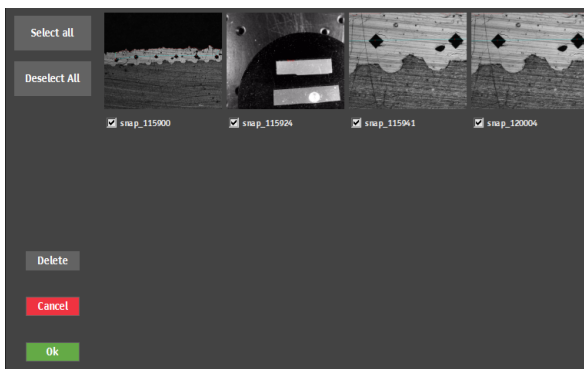 Select all
Deselect All
snap_115900
snap_115924
snap_115941
snap_120004
Delete
Cancel
Ok